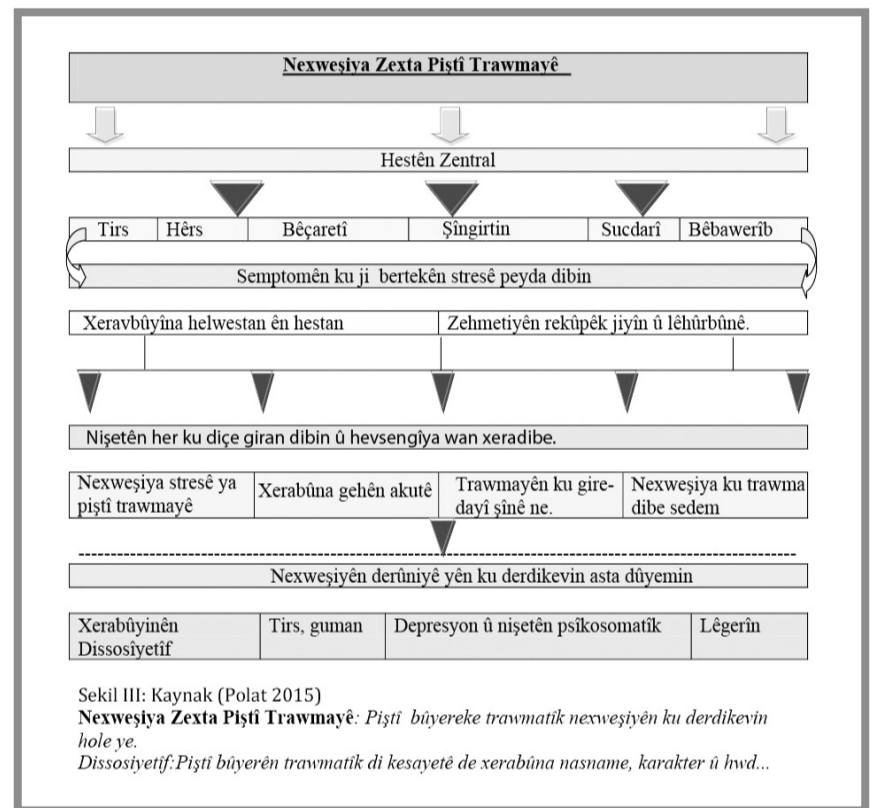 Nexweşiya Zexta Piştî Trawmayê
Hestên Zentral
Tirs Hêrs Bêçaretî Şîngirtin Sucdarî Bêbawerîb
Semptomên ku ji bertekên stresê peyda dibin
Xeravbûyîna helwestan ên hestan Zehmetiyên rekûpêk jiyîn û lêhûrbûnê.
Nişetên her ku diçe giran dibin û hevsengîya wan xeradibe.
Nexweşiya stresê ya
piştî trawmayê
Xerabûna gehên akutê
Trawmayên ku gire-
dayî şînê ne.
Nexweşiya ku trawma
dibe sedem
Nexweşiyên derûniyê yên ku derdikevin asta dûyemin
Xerabûyinên
Dissosîyetîf
Tirs, guman
Depresyon û nişetên psîkosomatîk
Lêgerîn
Sekil III: Kaynak (Polat 2015)
Nexweşiya Zexta Piştî Trawmayê: Piştî bûyereke trawmatîk nexweşiyên ku derdikevin
hole ye.
Dissosiyetîf:Piştî bûyerên trawmatîk di kesayetê de xerabûna nasname, karakter û hwd...